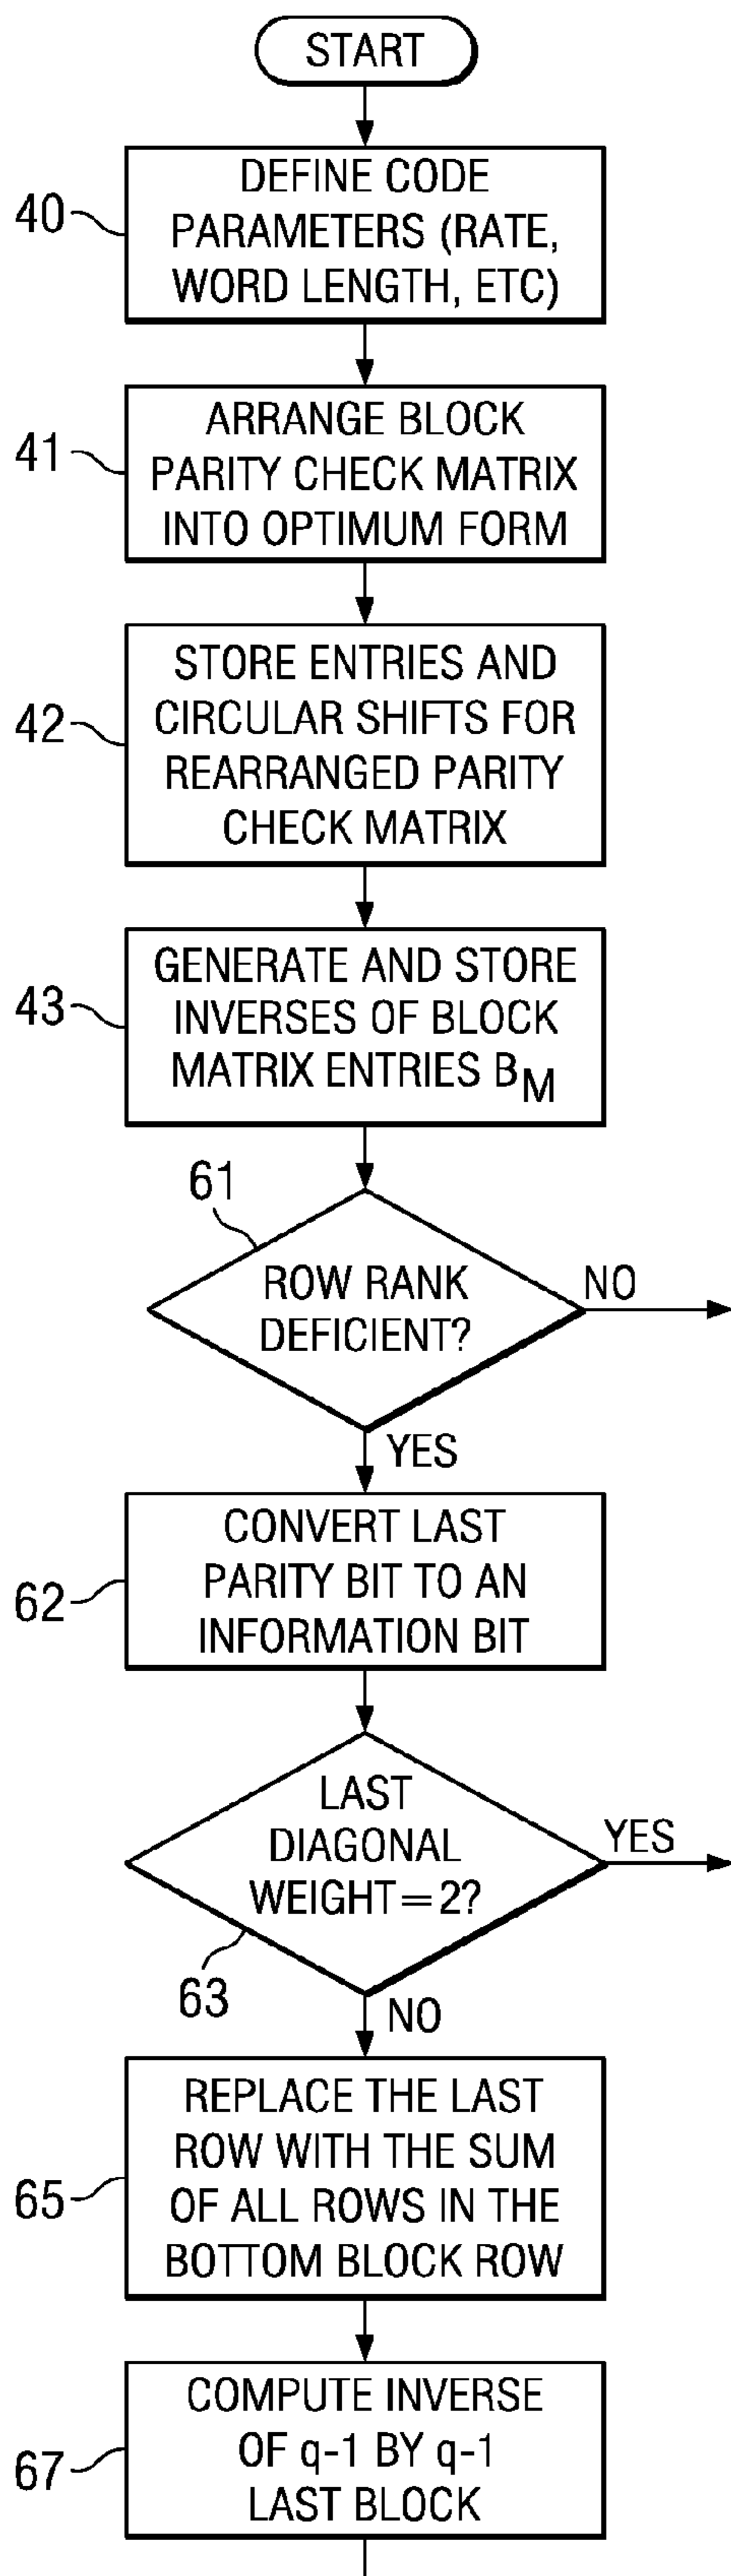 START
40
DEFINE CODE
PARAMETERS (RATE,
WORD LENGTH, ETC)
41
ARRANGE BLOCK
PARITY CHECK MATRIX
INTO OPTIMUM FORM
42
STORE ENTRIES AND
CIRCULAR SHIFTS FOR
REARRANGED PARITY
CHECK MATRIX
43
GENERATE AND STORE
INVERSES OF BLOCK
MATRIX ENTRIES BM
61
ROW RANK
DEFICIENT?
NO
YES
62
CONVERT LAST
PARITY BIT TO AN
INFORMATION BIT
LAST
DIAGONAL
WEIGHT=2?
YES
63
NO
65
REPLACE THE LAST
ROW WITH THE SUM
OF ALL ROWS IN THE
BOTTOM BLOCK ROW
67
COMPUTE INVERSE
OF q-1 BY q-1
LAST BLOCK